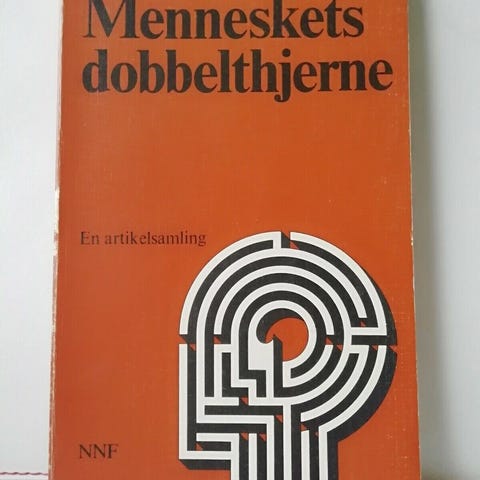 Menneskets
dobbelthjerne
En artikelsamling
NNF